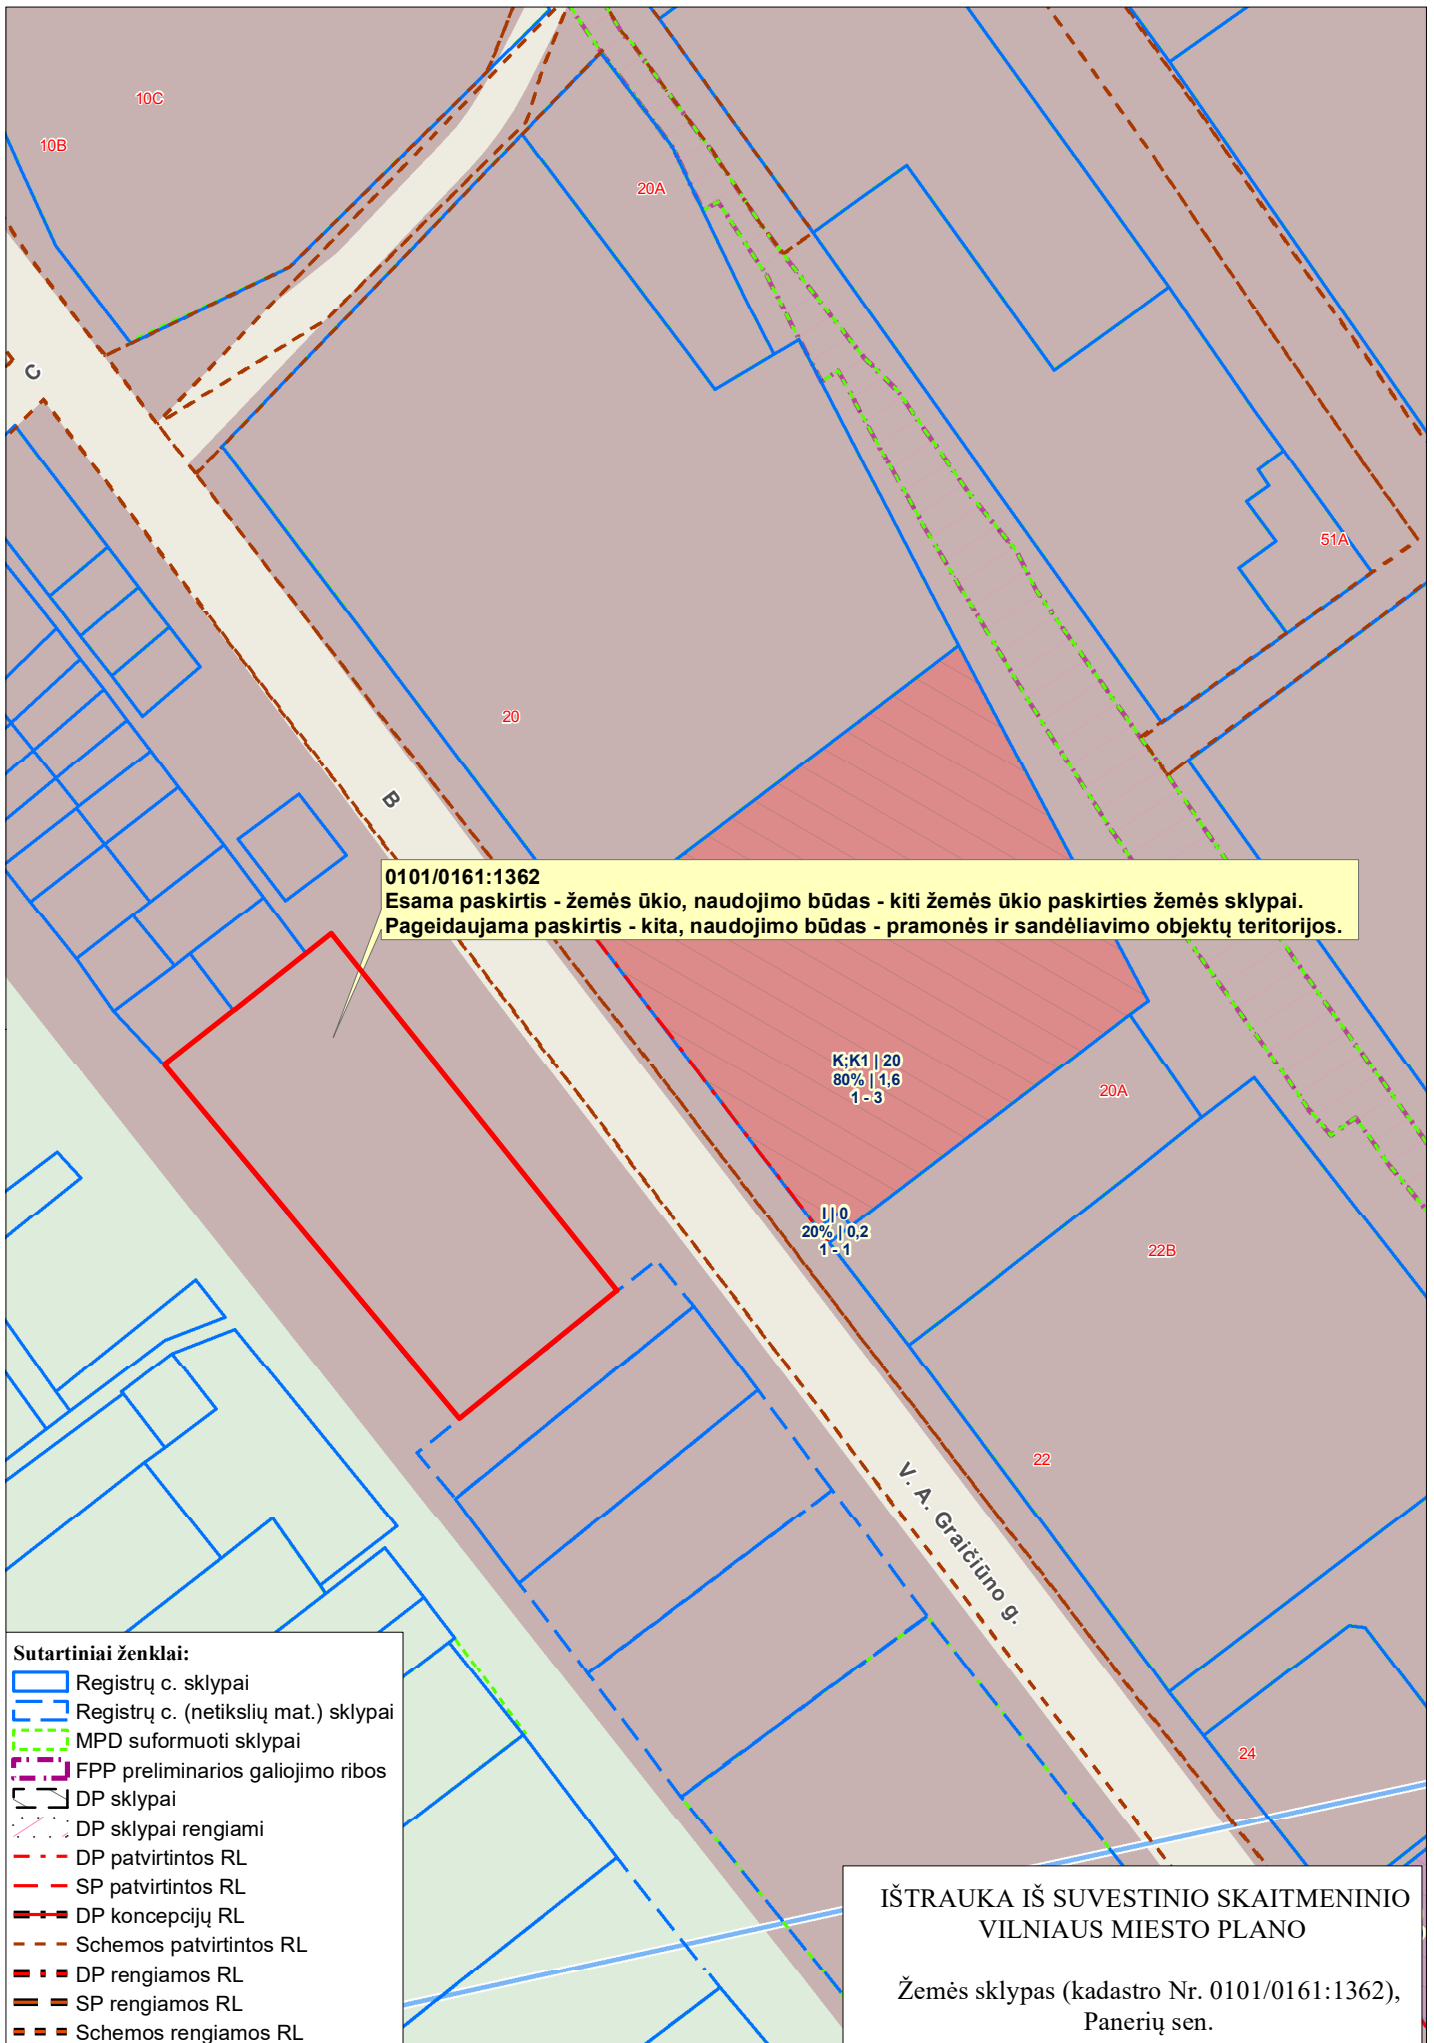 10C
10B
20A
C
51A
20
B
0101/0161:1362
Esama paskirtis - žemės ūkio, naudojimo būdas - kiti žemės ūkio paskirties žemės sklypai.
Pageidaujama paskirtis - kita, naudojimo būdas - pramonės ir sandėliavimo objektų teritorijos.
K;K1 | 20
80% | 1,6
1 - 3
20A
I | 0
20% | 0,2
1 - 1
22B
22
V. A. Graičiūno g.
24
Sutartiniai ženklai:
Registrų c. sklypai
Registrų c. (netikslių mat.) sklypai
MPD suformuoti sklypai
FPP preliminarios galiojimo ribos
DP sklypai
DP sklypai rengiami
DP patvirtintos RL
SP patvirtintos RL
DP koncepcijų RL
Schemos patvirtintos RL
DP rengiamos RL
SP rengiamos RL
Schemos rengiamos RL
IŠTRAUKA IŠ SUVESTINIO SKAITMENINIO
VILNIAUS MIESTO PLANO
Žemės sklypas (kadastro Nr. 0101/0161:1362),
Panerių sen.